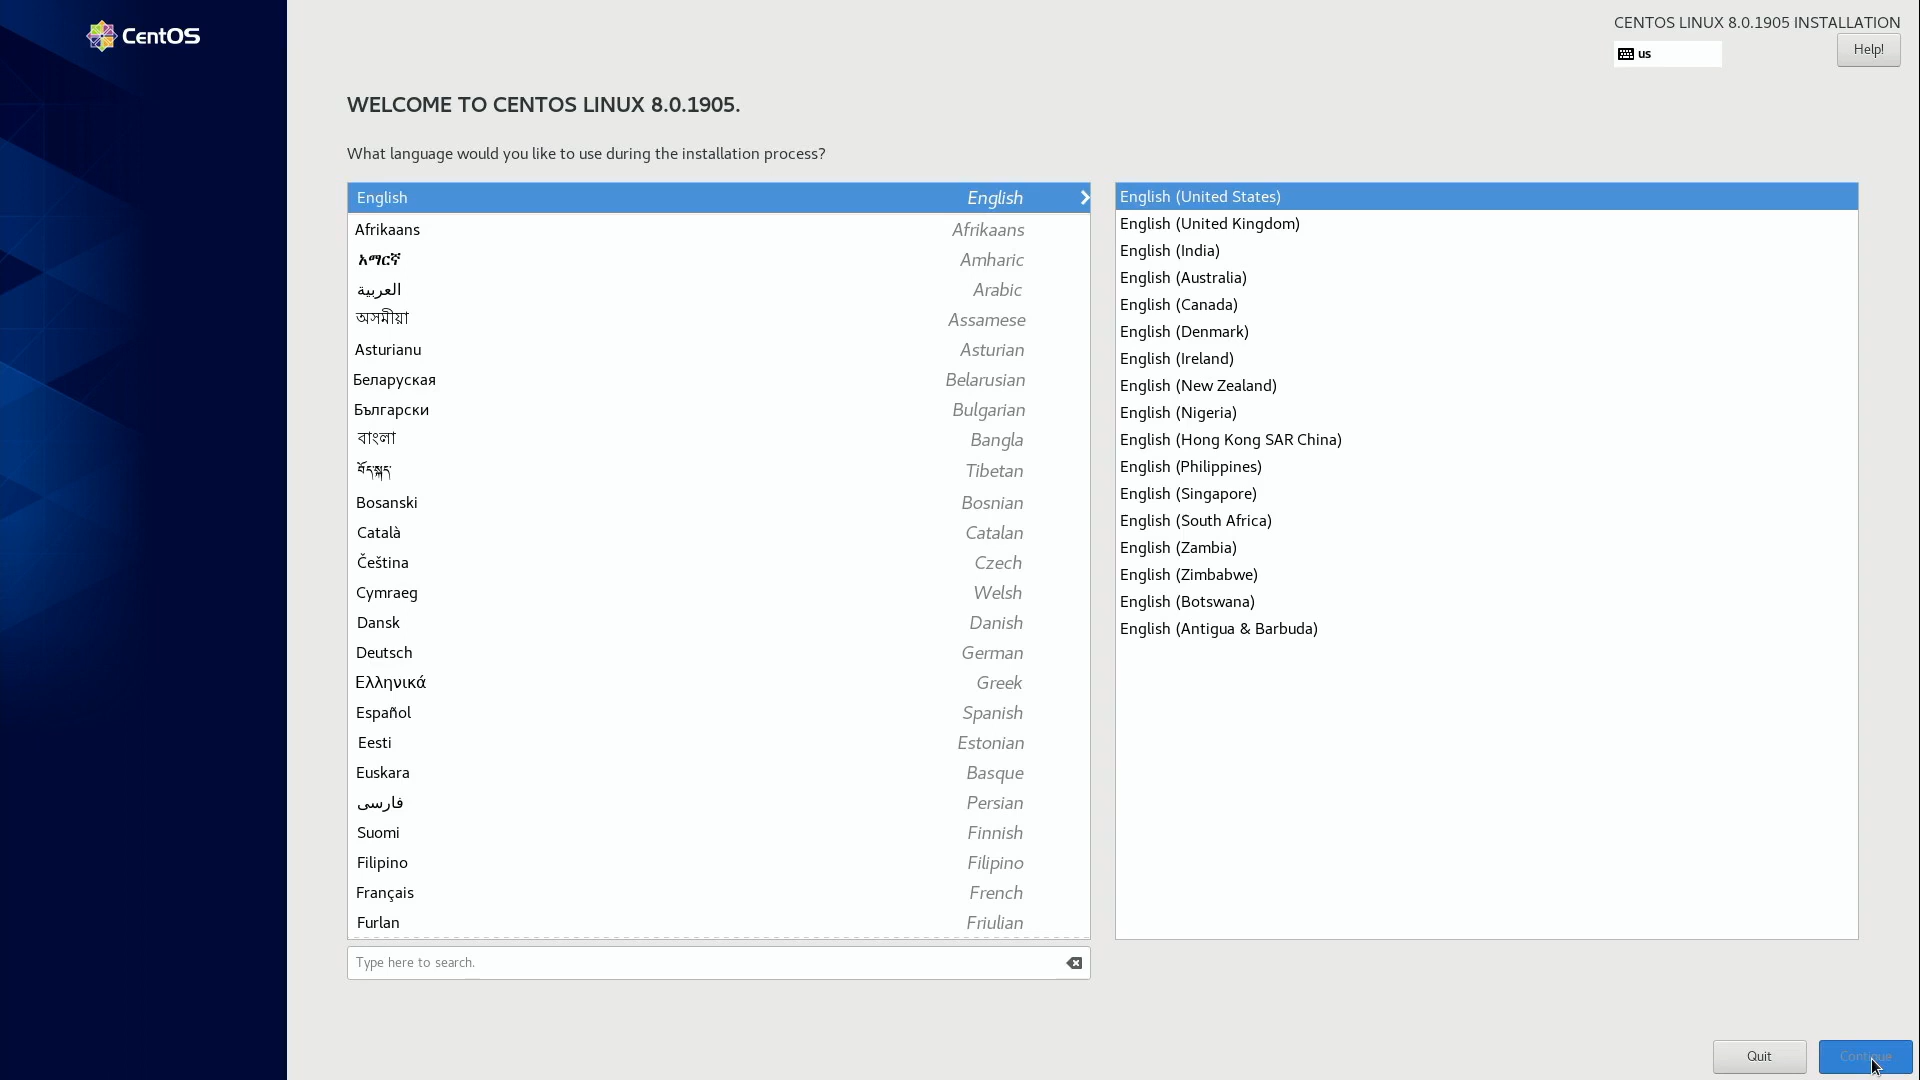 CentOS
CENTOS LINUX 8.0.1905 INSTALLATION
us
Help!
WELCOME TO CENTOS LINUX 8.0.1905.
What language would you like to use during the installation process?
English English
Afrikaans Afrikaans
አማርኛ Amharic
العربية Arabic
অসমীয়া Assamese
Asturianu Asturian
Беларуская Belarusian
Български Bulgarian
বাংলা Bangla
བོད་སྐད་ Tibetan
Bosanski Bosnian
Català Catalan
Čeština Czech
Cymraeg Welsh
Dansk Danish
Deutsch German
Ελληνικά Greek
Español Spanish
Eesti Estonian
Euskara Basque
فارسی Persian
Suomi Finnish
Filipino Filipino
Français French
Furlan Friulian
Type here to search.
English (United States)
English (United Kingdom)
English (India)
English (Australia)
English (Canada)
English (Denmark)
English (Ireland)
English (New Zealand)
English (Nigeria)
English (Hong Kong SAR China)
English (Philippines)
English (Singapore)
English (South Africa)
English (Zambia)
English (Zimbabwe)
English (Botswana)
English (Antigua & Barbuda)
Quit
Continue